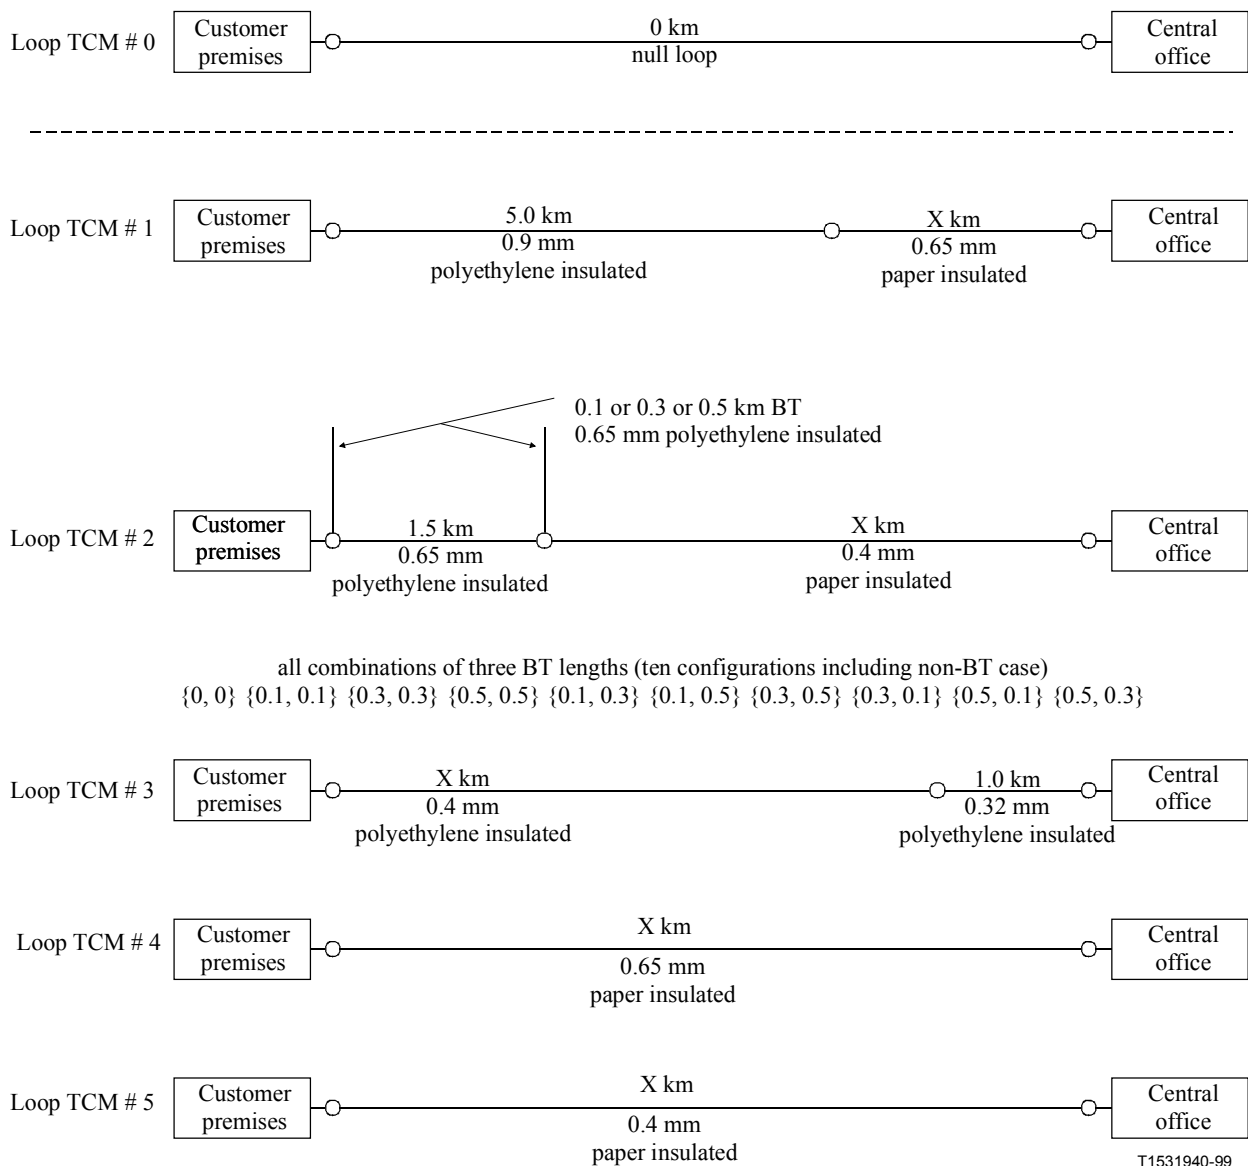 Loop TCM # 0
Customer
premises
0 km
null loop
Central
office
Loop TCM # 1
Customer
premises
5.0 km
0.9 mm
polyethylene insulated
X km
0.65 mm
paper insulated
Central
office
0.1 or 0.3 or 0.5 km BT
0.65 mm polyethylene insulated
Loop TCM # 2
Customer
premises
1.5 km
0.65 mm
polyethylene insulated
X km
0.4 mm
paper insulated
Central
office
all combinations of three BT lengths (ten configurations including non-BT case)
{0, 0} {0.1, 0.1} {0.3, 0.3} {0.5, 0.5} {0.1, 0.3} {0.1, 0.5} {0.3, 0.5} {0.3, 0.1} {0.5, 0.1} {0.5, 0.3}
Loop TCM # 3
Customer
premises
X km
0.4 mm
polyethylene insulated
1.0 km
0.32 mm
polyethylene insulated
Central
office
Loop TCM # 4
Customer
premises
X km
0.65 mm
paper insulated
Central
office
Loop TCM # 5
Customer
premises
X km
0.4 mm
paper insulated
Central
office
T1531940-99